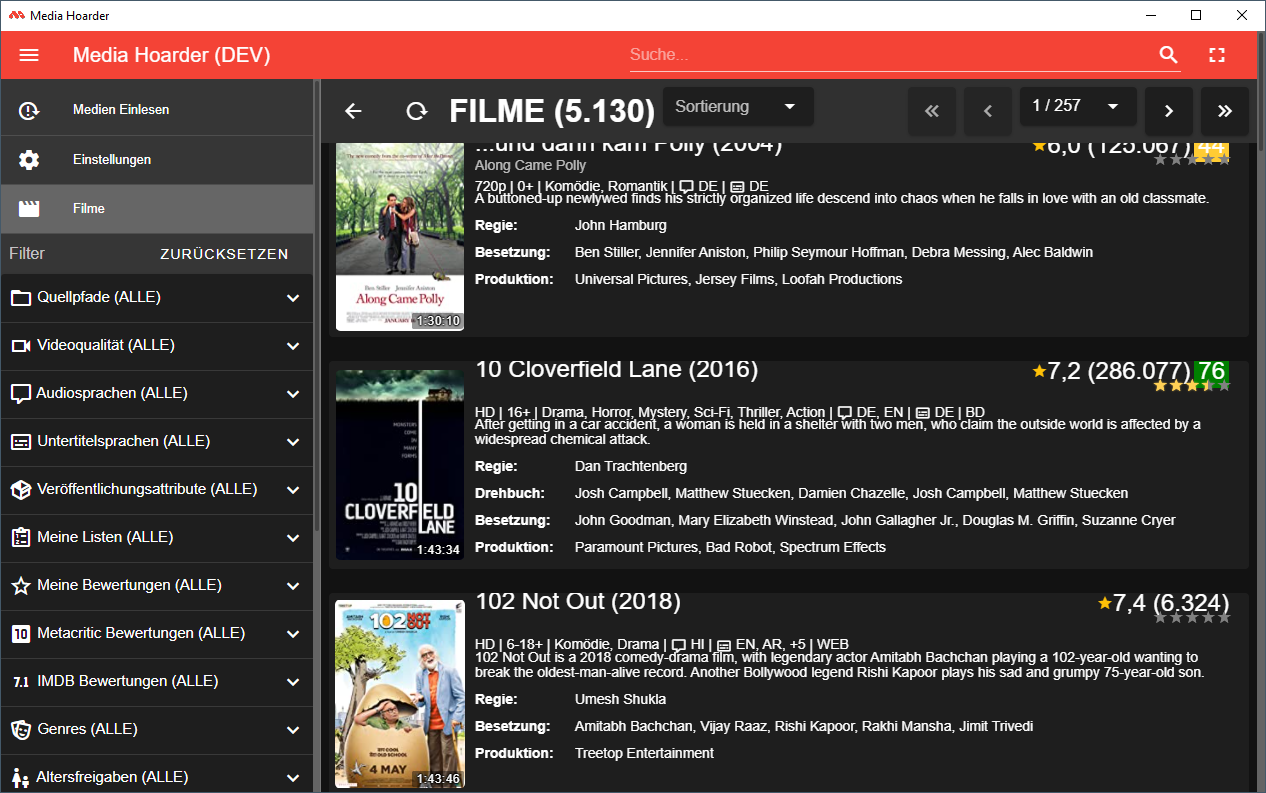 Media Hoarder
Media Hoarder (DEV)
Suche...
Medien Einlesen
Einstellungen
Filme
Filter
ZURÜCKSETZEN
Quellpfade (ALLE)
Videoqualität (ALLE)
Audiosprachen (ALLE)
Untertitelsprachen (ALLE)
Veröffentlichungsattribute (ALLE)
Meine Listen (ALLE)
Meine Bewertungen (ALLE)
10 Metacritic Bewertungen (ALLE)
7.1 IMDB Bewertungen (ALLE)
Genres (ALLE)
Altersfreigaben (ALLE)
FILME (5.130)
Sortierung
1 / 257
...und dann kam Polly (2004)
6,0 (125.067) 44
Along Came Polly
720p | 0+ | Komödie, Romantik | DE | DE
A buttoned-up newlywed finds his strictly organized life descend into chaos when he falls in love with an old classmate.
Regie: John Hamburg
Besetzung: Ben Stiller, Jennifer Aniston, Philip Seymour Hoffman, Debra Messing, Alec Baldwin
Produktion: Universal Pictures, Jersey Films, Loofah Productions
Ben Stiller Jennifer Aniston
Along Came Polly
1:30:10
10 Cloverfield Lane (2016)
7,2 (286.077) 76
HD | 16+ | Drama, Horror, Mystery, Sci-Fi, Thriller, Action | DE, EN | DE | BD
After getting in a car accident, a woman is held in a shelter with two men, who claim the outside world is affected by a
widespread chemical attack.
Regie: Dan Trachtenberg
Drehbuch: Josh Campbell, Matthew Stuecken, Damien Chazelle, Josh Campbell, Matthew Stuecken
Besetzung: John Goodman, Mary Elizabeth Winstead, John Gallagher Jr., Douglas M. Griffin, Suzanne Cryer
Produktion: Paramount Pictures, Bad Robot, Spectrum Effects
MONSTERS
COME
IN
MANY
FORMS
10
CLOVERFIELD
LANE
1:43:34
102 Not Out (2018)
7,4 (6.324)
HD | 6-18+ | Komödie, Drama | HI | EN, AR, +5 | WEB
102 Not Out is a 2018 comedy-drama film, with legendary actor Amitabh Bachchan playing a 102-year-old wanting to
break the oldest-man-alive record. Another Bollywood legend Rishi Kapoor plays his sad and grumpy 75-year-old son.
Regie: Umesh Shukla
Besetzung: Amitabh Bachchan, Vijay Raaz, Rishi Kapoor, Rakhi Mansha, Jimit Trivedi
Produktion: Treetop Entertainment
102 NOT OUT
4 MAY
1:43:46